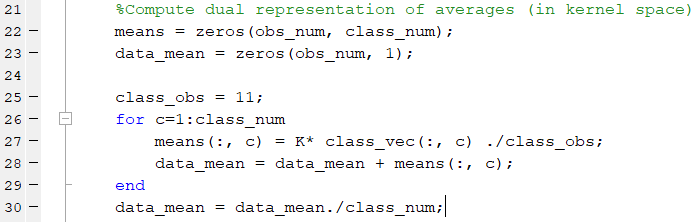 21 %Compute dual representation of averages (in kernel space)
22 - means = zeros(obs_num, class_num);
23 - data_mean = zeros(obs_num, 1);
24
25 - class_obs = 11;
26 - for c=1:class_num
27 - means(:, c) = K* class_vec(:, c) ./class_obs;
28 - data_mean = data_mean + means(:, c);
29 - end
30 - data_mean = data_mean./class_num;